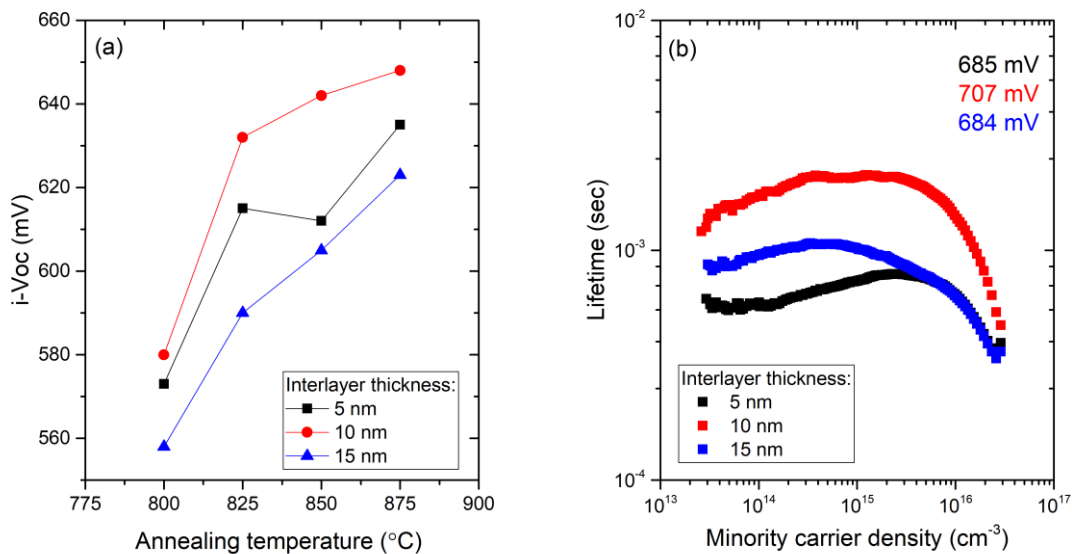 (a)
660
640
620
600
580
560
i-Voc (mV)
775 800 825 850 875 900
Annealing temperature (°C)
Interlayer thickness:
5 nm
10 nm
15 nm
(b)
685 mV
707 mV
684 mV
10⁻²
10⁻³
10⁻⁴
Lifetime (sec)
Interlayer thickness:
5 nm
10 nm
15 nm
10¹³ 10¹⁴ 10¹⁵ 10¹⁶ 10¹⁷
Minority carrier density (cm⁻³)